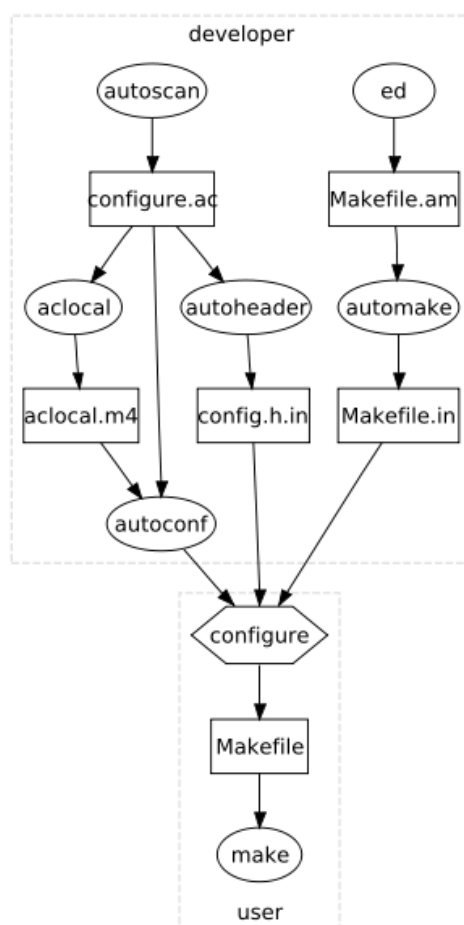 developer
autoscan
ed
configure.ac
Makefile.am
aclocal
autoheader
automake
aclocal.m4
config.h.in
Makefile.in
autoconf
configure
Makefile
make
user